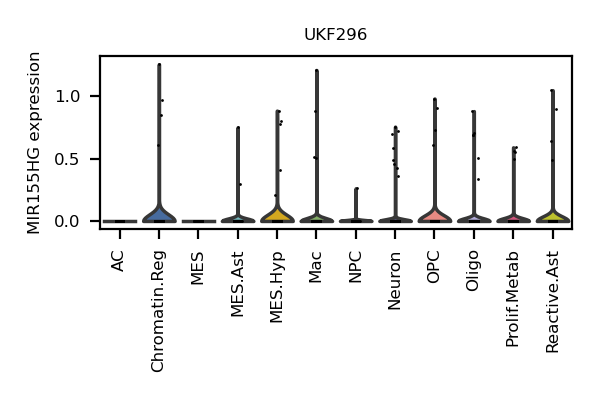 UKF296
MIR155HG expression
1.0
0.5
0.0
AC
Chromatin.Reg
MES
MES.Ast
MES.Hyp
Mac
NPC
Neuron
OPC
Oligo
Prolif.Metab
Reactive.Ast